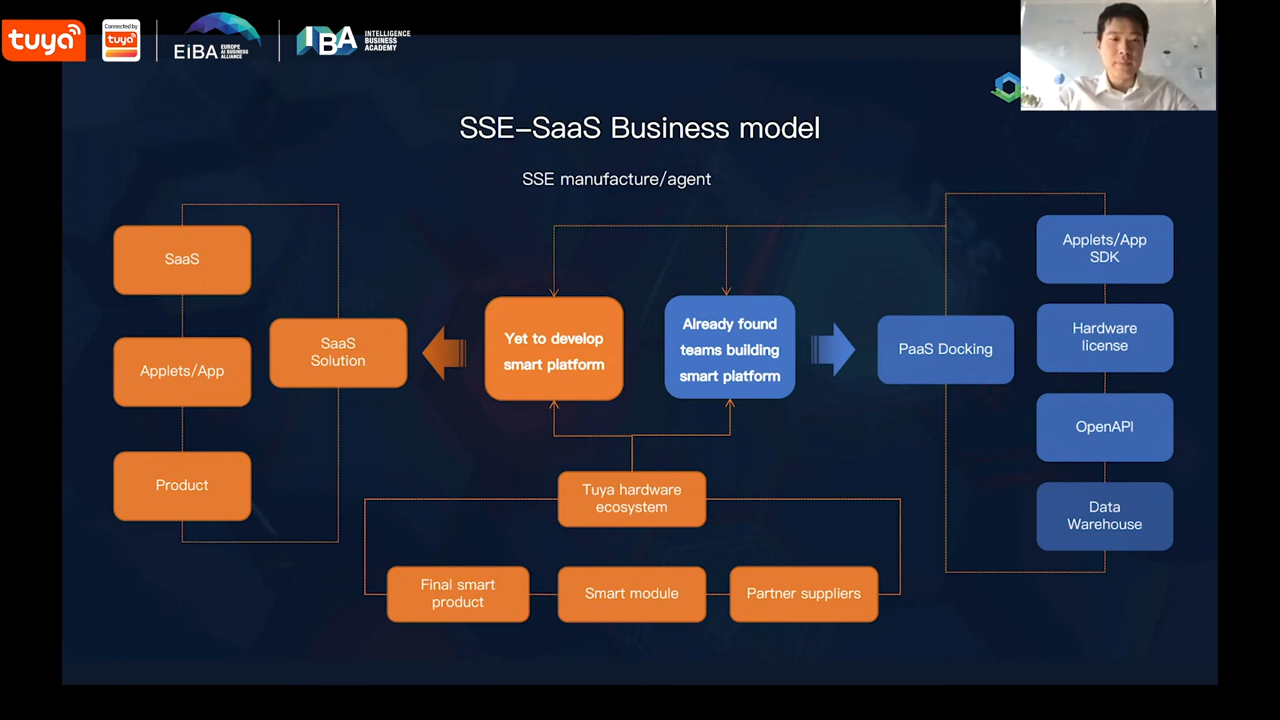 tuya
Connected by
tuya
EiBA
EUROPE
AI BUSINESS
ALLIANCE
IBA
INTELLIGENCE
BUSINESS
ACADEMY
SSE-SaaS Business model
SSE manufacture/agent
SaaS
Applets/App
Product
SaaS
Solution
Yet to develop
smart platform
Already found
teams building
smart platform
PaaS Docking
Applets/App
SDK
Hardware
license
OpenAPI
Data
Warehouse
Tuya hardware
ecosystem
Final smart
product
Smart module
Partner suppliers